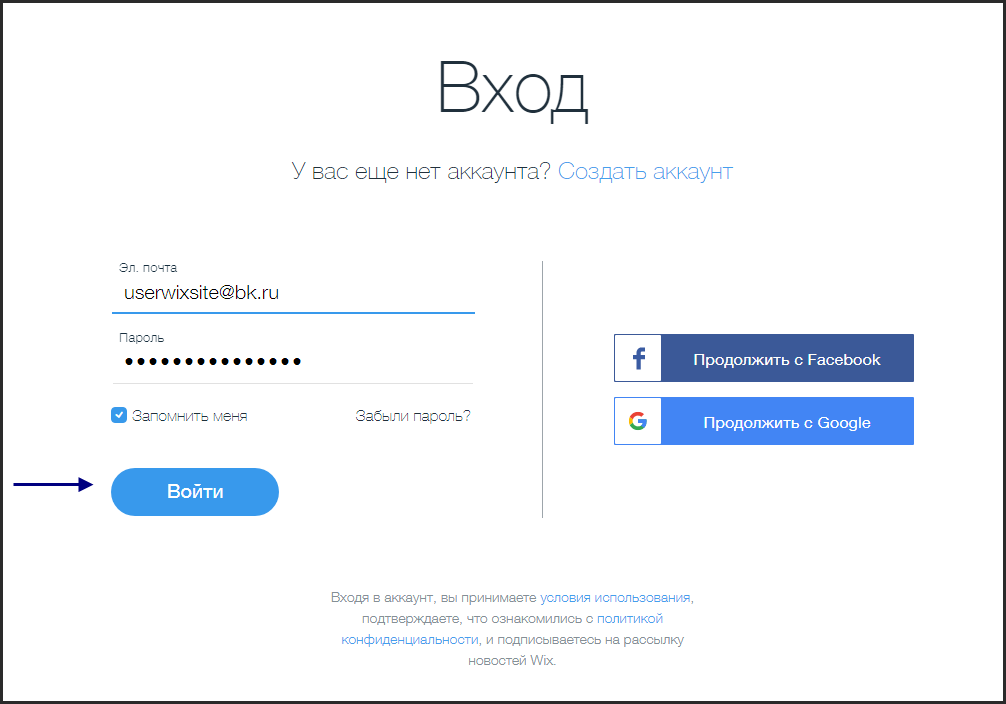 Вход
У вас еще нет аккаунта? Создать аккаунт
Эл. почта
userwixsite@bk.ru
Пароль
•••••••••••••••
Запомнить меня
Забыли пароль?
Войти
Продолжить с Facebook
Продолжить с Google
Входя в аккаунт, вы принимаете условия использования,
подтверждаете, что ознакомились с политикой
конфиденциальности, и подписываетесь на рассылку
новостей Wix.